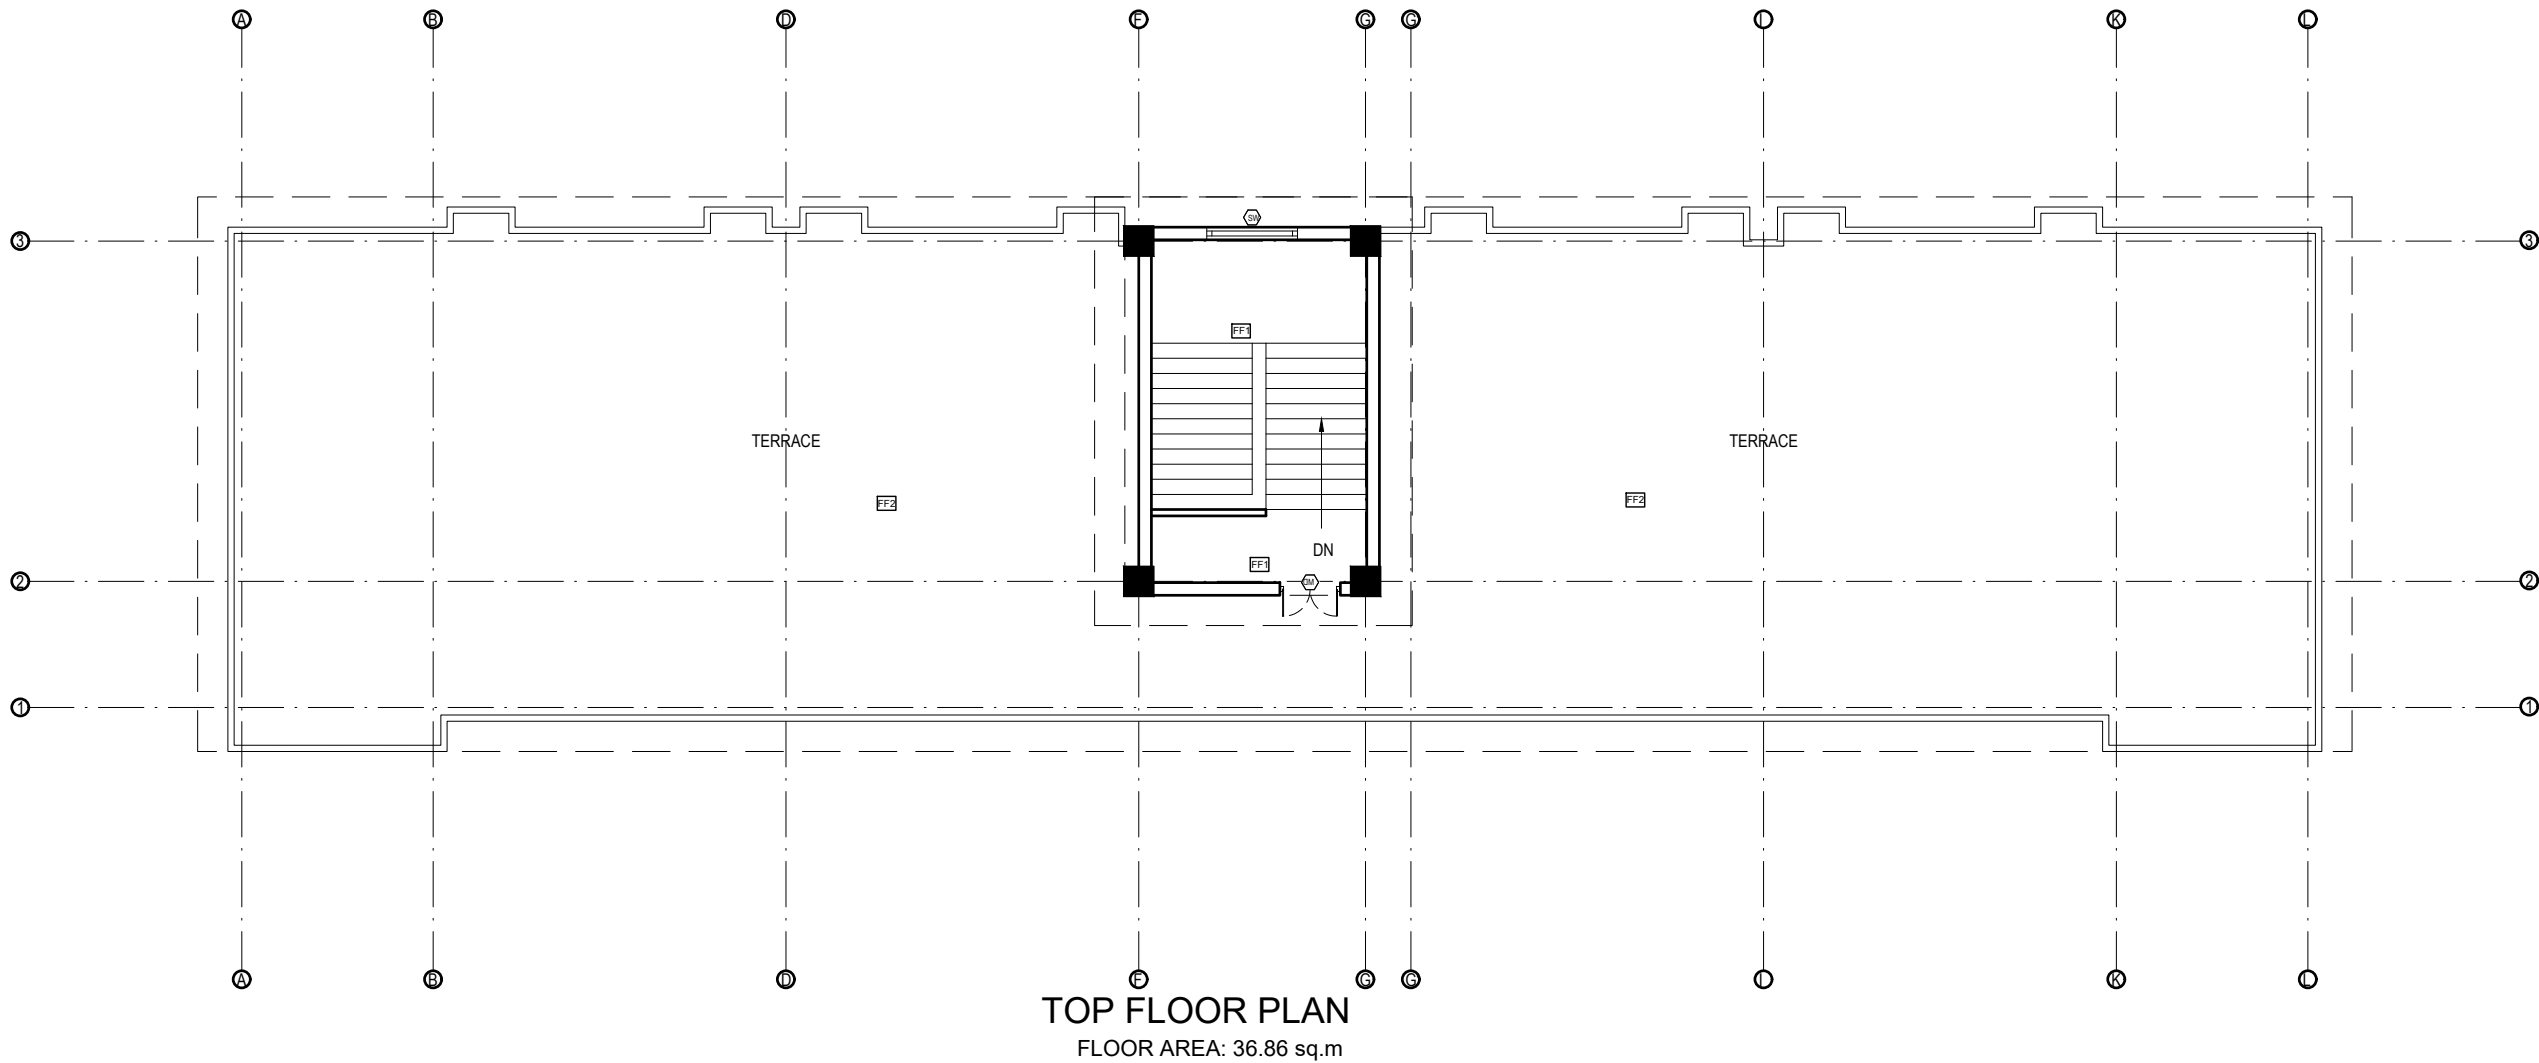 A B D F G G I K L
SW
3 3
FF1
TERRACE TERRACE
FF2 FF2
DN
FF1
DM
2 2
1 1
A B D F G G I K L
TOP FLOOR PLAN
FLOOR AREA: 36.86 sq.m